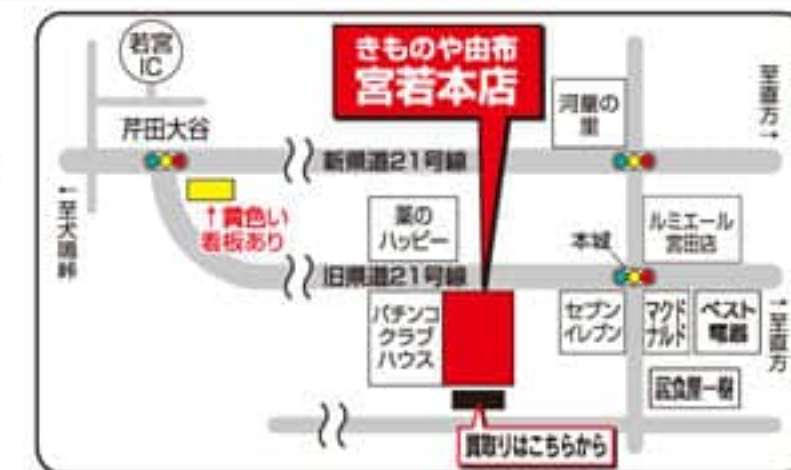 若宮
IC
芹田大谷
きものや由布
宮若本店
河童の
里
至直方→
新県道21号線
↑黄色い
看板あり
←至犬鳴峠
薬の
ハッピー
本城
ルミエール
宮田店
旧県道21号線
パチンコ
クラブ
ハウス
セブン
イレブン
マクド
ナルド
ベスト
電器
→至直方
買取りはこちらから